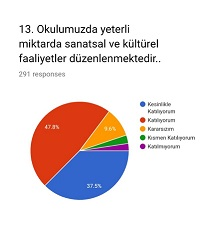 13. Okulumuzda yeterli
miktarda sanatsal ve kültürel
faaliyetler düzenlenmektedir..
291 responses
Kesinlikle
Katılıyorum
Katılıyorum
Kararsızım
Kısmen Katılıyorum
Katılmıyorum
47.8%
9.6%
37.5%